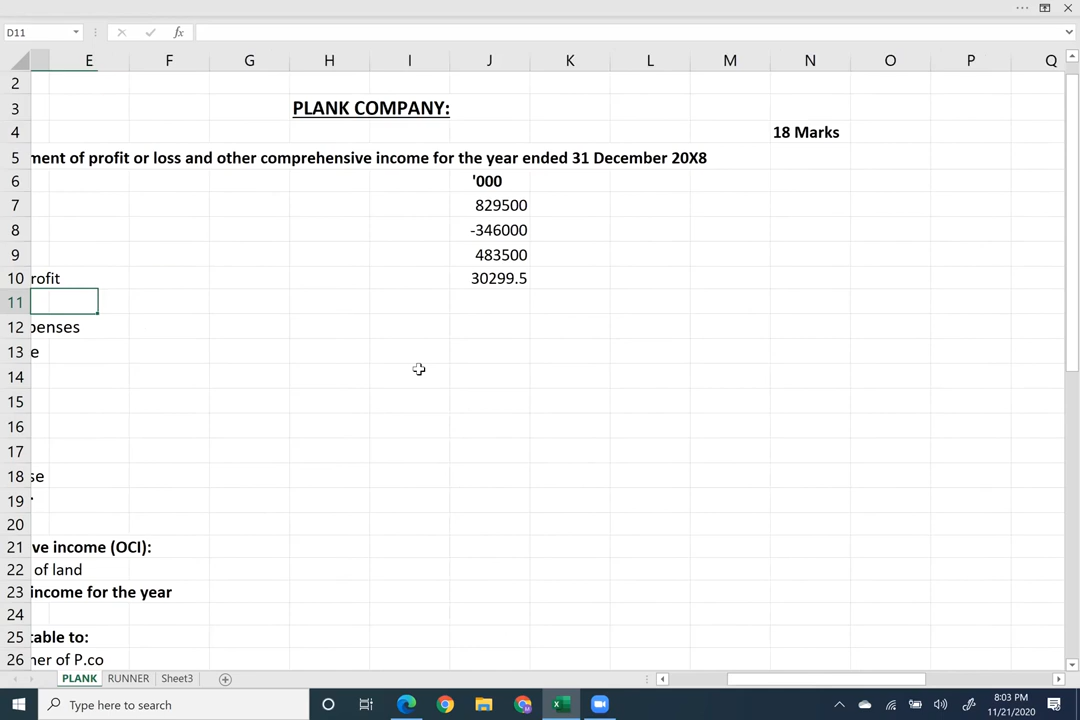 D11
fx
E F G H I J K L M N O P Q
2
3 PLANK COMPANY:
4 18 Marks
5 ment of profit or loss and other comprehensive income for the year ended 31 December 20X8
6 '000
7 829500
8 -346000
9 483500
10 rofit 30299.5
11
12 penses
13 e
14
15
16
17
18 se
19
20
21 ve income (OCI):
22 of land
23 income for the year
24
25 table to:
26 ner of P.co
PLANK RUNNER Sheet3
Type here to search
8:03 PM
11/21/2020